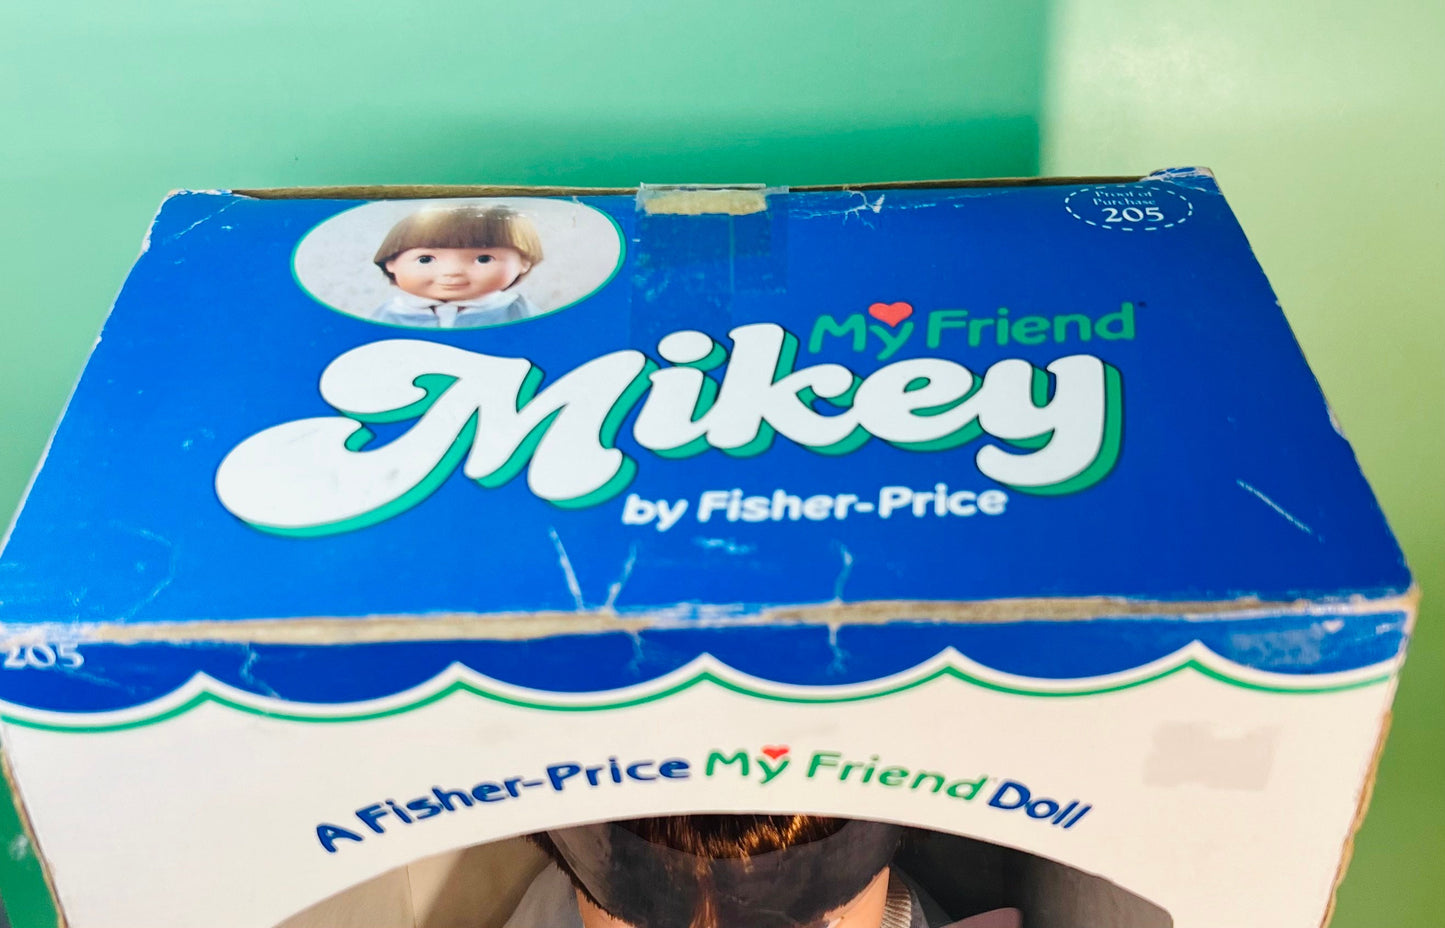 Proof of
Purchase
205
My Friend
Mikey
by Fisher-Price
205
A Fisher-Price My Friend Doll